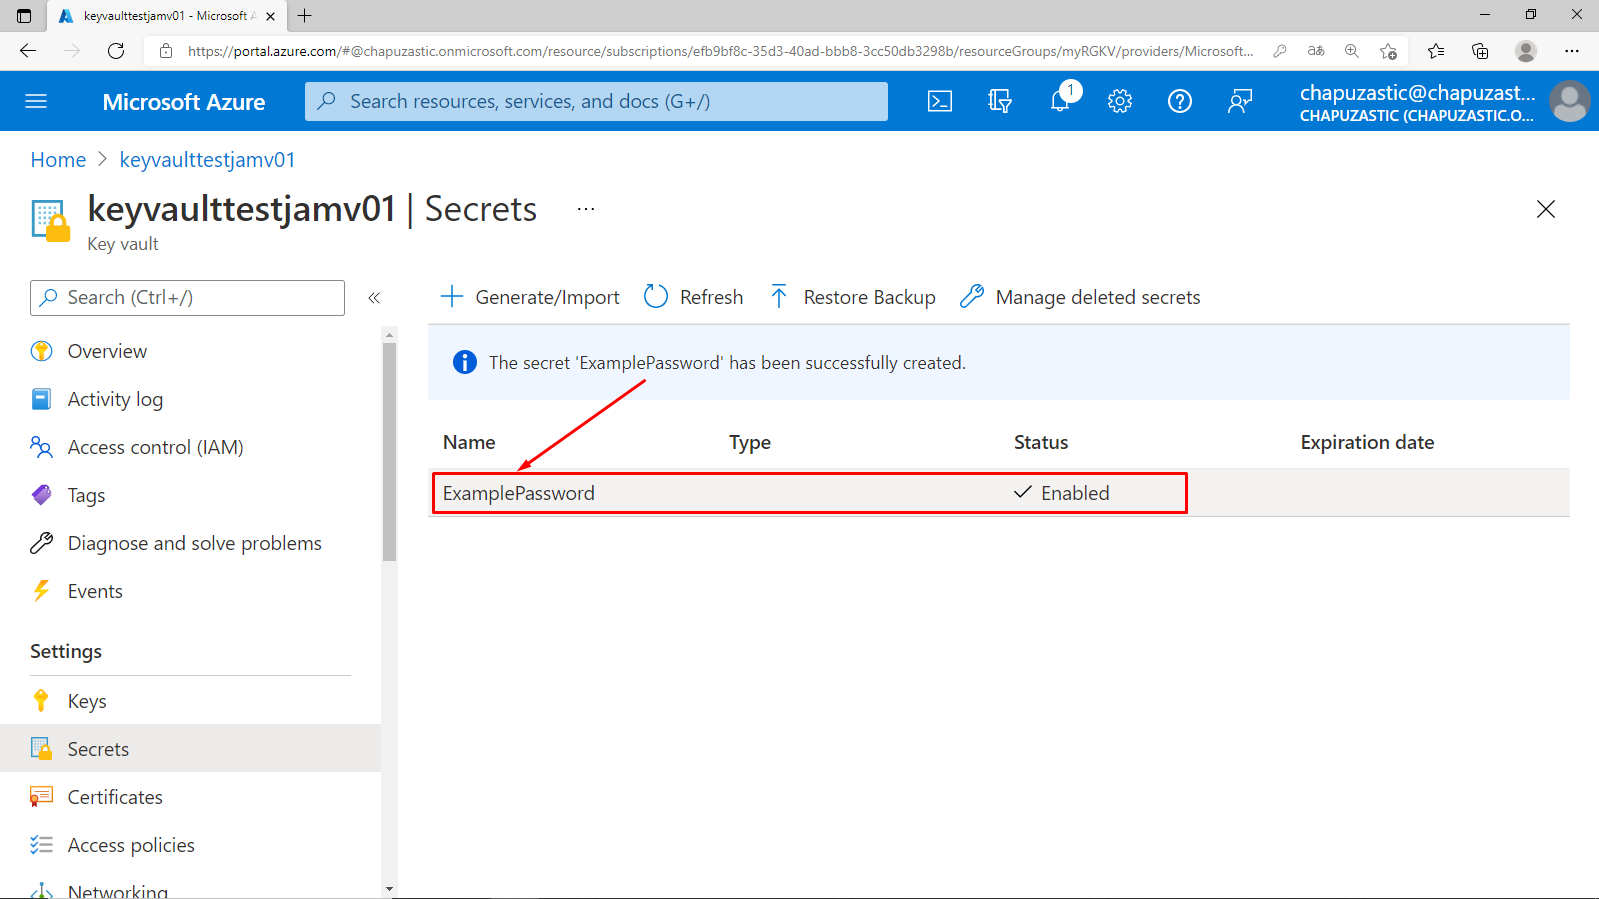 keyvaulttestjamv01 - Microsoft A
https://portal.azure.com/#@chapuzastic.onmicrosoft.com/resource/subscriptions/efb9bf8c-35d3-40ad-bbb8-3cc50db3298b/resourceGroups/myRGKV/providers/Microsoft...
Microsoft Azure
Search resources, services, and docs (G+/)
1
chapuzastic@chapuzast...
CHAPUZASTIC (CHAPUZASTIC.O...
Home > keyvaulttestjamv01
keyvaulttestjamv01 | Secrets ...
Key vault
Search (Ctrl+/)
«
Generate/Import
Refresh
Restore Backup
Manage deleted secrets
Overview
Activity log
Access control (IAM)
Tags
Diagnose and solve problems
Events
Settings
Keys
Secrets
Certificates
Access policies
Networking
The secret 'ExamplePassword' has been successfully created.
Name Type Status Expiration date
ExamplePassword ✓ Enabled